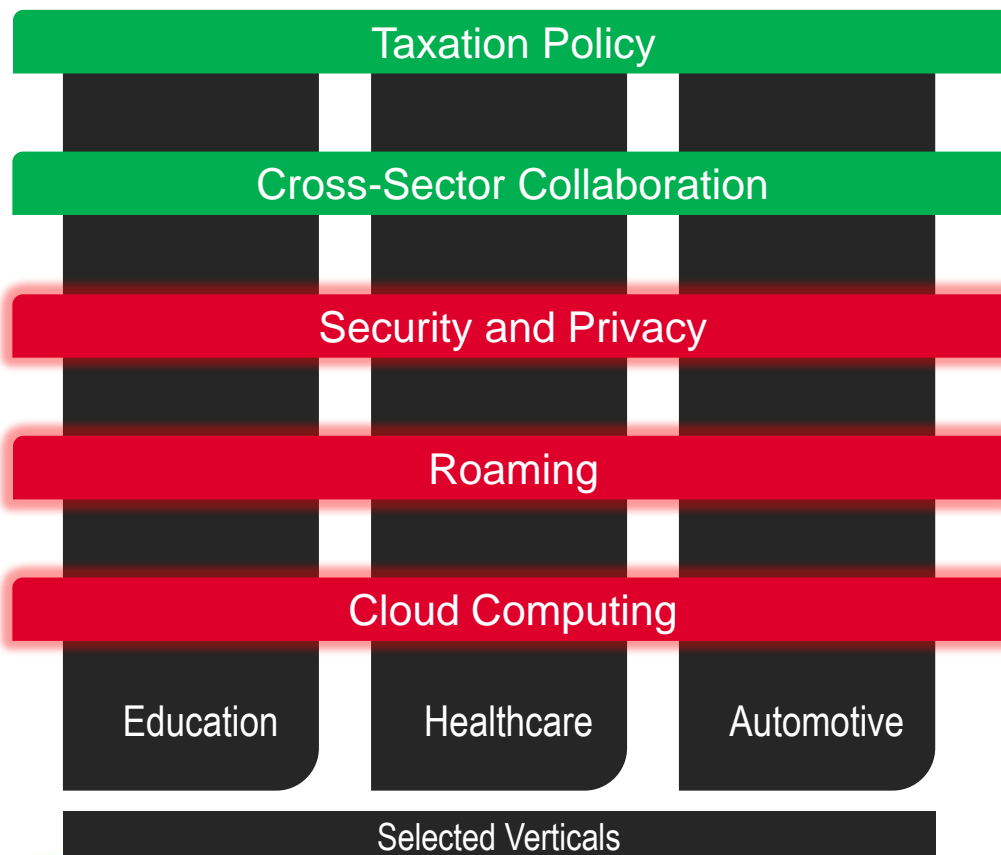 Taxation Policy
Cross-Sector Collaboration
Security and Privacy
Roaming
Cloud Computing
Education
Healthcare
Automotive
Selected Verticals